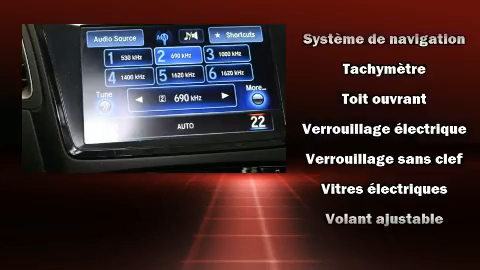 Audio Source
Shortcuts
1 530 kHz
2 690 kHz
3 1000 kHz
4 1400 kHz
5 1620 kHz
6 1620 kHz
Tune
More...
2 690 kHz
AUTO
22
Système de navigation
Tachymètre
Toit ouvrant
Verrouillage électrique
Verrouillage sans clef
Vitres électriques
Volant ajustable